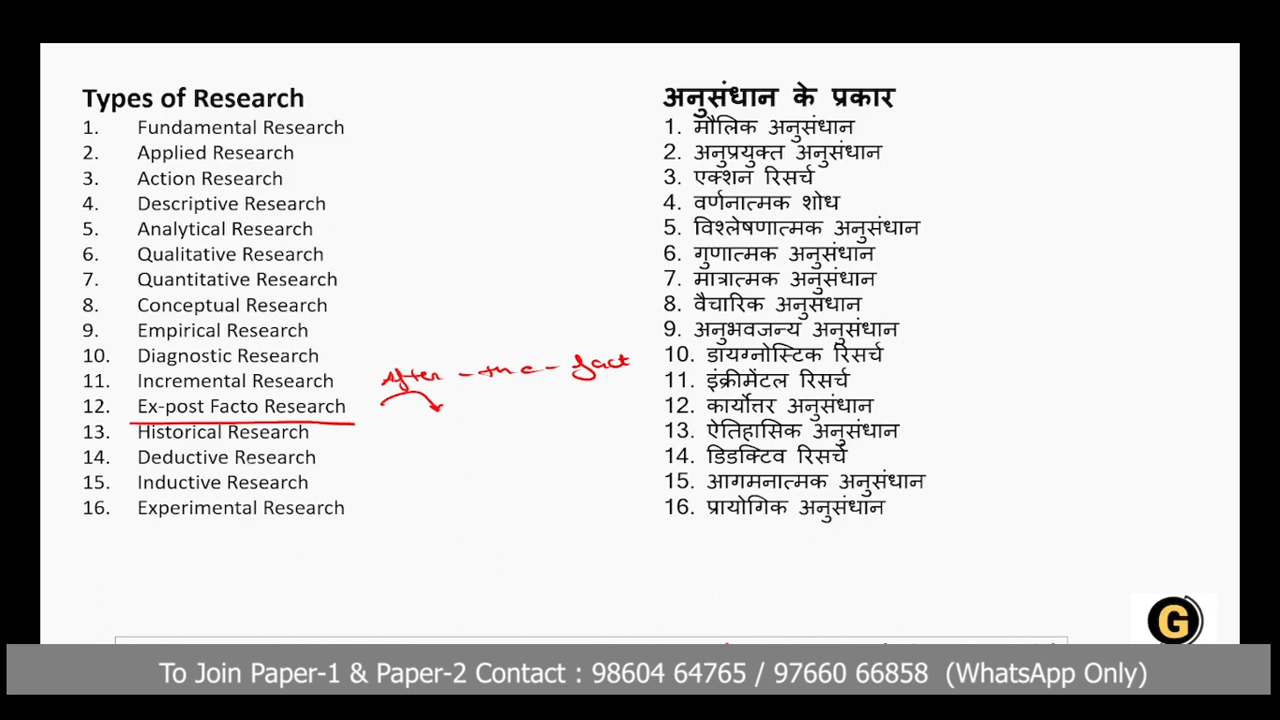 Types of Research
1. Fundamental Research
2. Applied Research
3. Action Research
4. Descriptive Research
5. Analytical Research
6. Qualitative Research
7. Quantitative Research
8. Conceptual Research
9. Empirical Research
10. Diagnostic Research
11. Incremental Research
After-the-fact
12. Ex-post Facto Research
13. Historical Research
14. Deductive Research
15. Inductive Research
16. Experimental Research
अनुसंधान के प्रकार
1. मौलिक अनुसंधान
2. अनुप्रयुक्त अनुसंधान
3. एक्शन रिसर्च
4. वर्णनात्मक शोध
5. विश्लेषणात्मक अनुसंधान
6. गुणात्मक अनुसंधान
7. मात्रात्मक अनुसंधान
8. वैचारिक अनुसंधान
9. अनुभवजन्य अनुसंधान
10. डायग्नोस्टिक रिसर्च
11. इंक्रीमेंटल रिसर्च
12. कार्योत्तर अनुसंधान
13. ऐतिहासिक अनुसंधान
14. डिडक्टिव रिसर्च
15. आगमनात्मक अनुसंधान
16. प्रायोगिक अनुसंधान
G
To Join Paper-1 & Paper-2 Contact : 98604 64765 / 97660 66858 (WhatsApp Only)